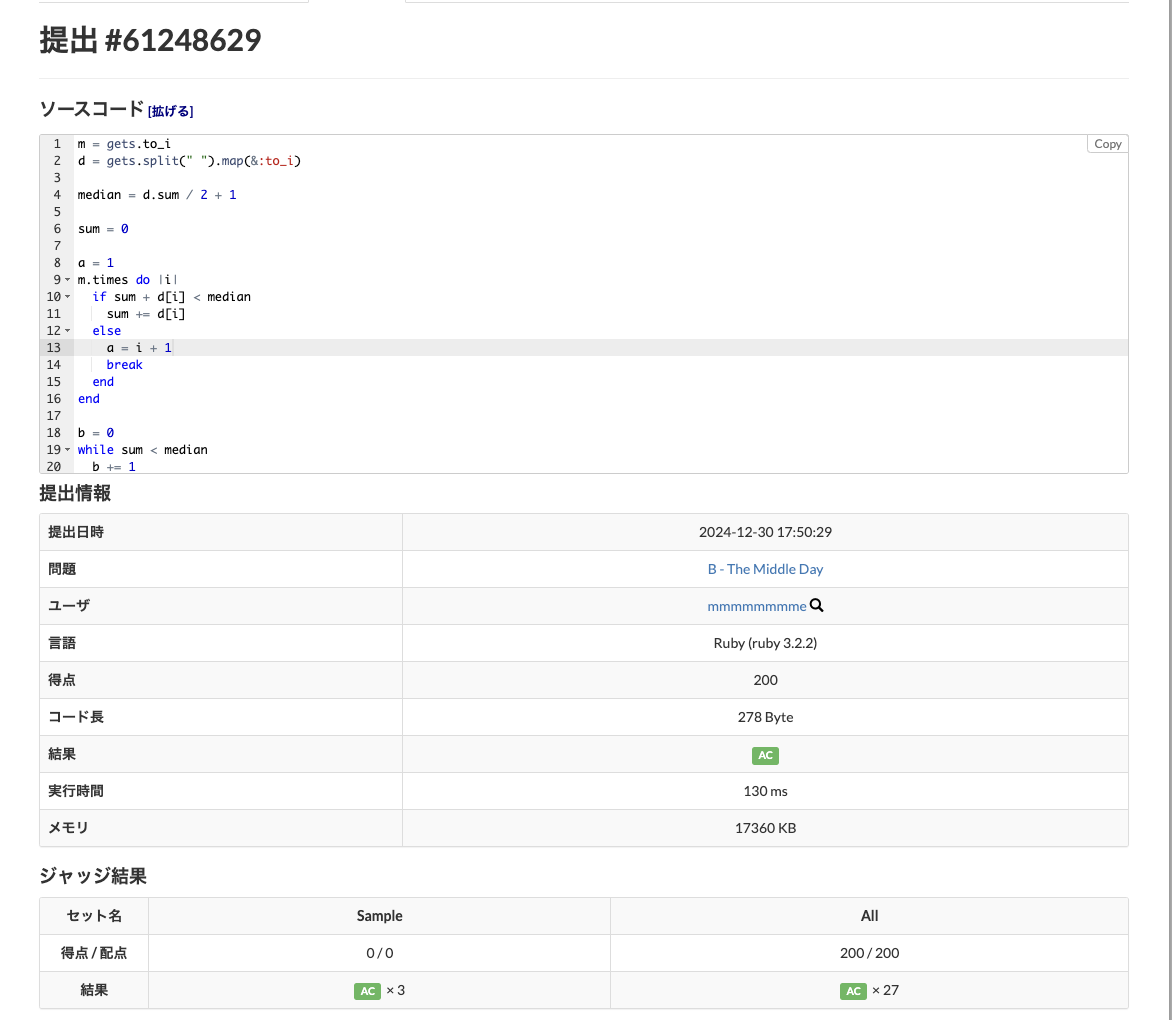 提出 #61248629
ソースコード [拡げる]
Copy
1 m = gets.to_i
2 d = gets.split(" ").map(&:to_i)
3
4 median = d.sum / 2 + 1
5
6 sum = 0
7
8 a = 1
9 m.times do |i|
10 if sum + d[i] < median
11 sum += d[i]
12 else
13 a = i + 1
14 break
15 end
16 end
17
18 b = 0
19 while sum < median
20 b += 1
提出情報
提出日時 2024-12-30 17:50:29
問題 B - The Middle Day
ユーザ mmmmmmmme
言語 Ruby (ruby 3.2.2)
得点 200
コード長 278 Byte
結果 AC
実行時間 130 ms
メモリ 17360 KB
ジャッジ結果
セット名 Sample All
得点 / 配点 0 / 0 200 / 200
結果 AC × 3 AC × 27